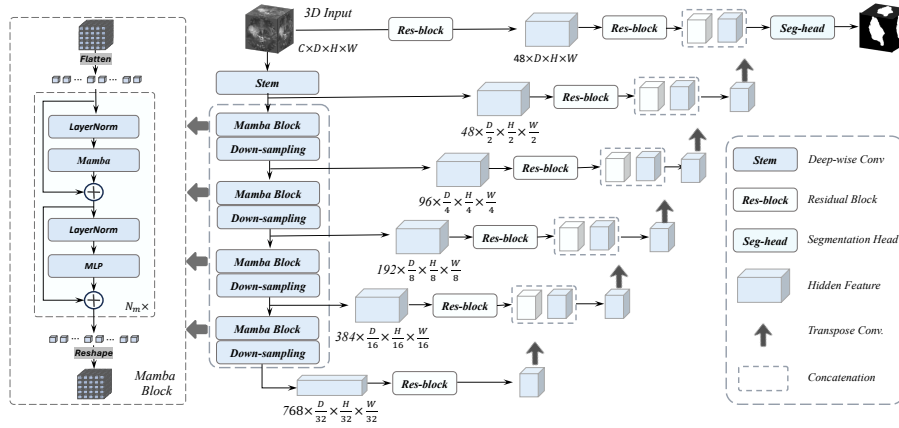 Flatten
...
...
LayerNorm
Mamba
LayerNorm
MLP
N_m×
...
...
Reshape
Mamba
Block
3D Input
C×D×H×W
Stem
Mamba Block
Down-sampling
Mamba Block
Down-sampling
Mamba Block
Down-sampling
Mamba Block
Down-sampling
Res-block
48×D×H×W
Res-block
Seg-head
48×D/2×H/2×W/2
Res-block
96×D/4×H/4×W/4
Res-block
192×D/8×H/8×W/8
Res-block
384×D/16×H/16×W/16
Res-block
768×D/32×H/32×W/32
Res-block
Stem Deep-wise Conv
Res-block Residual Block
Seg-head Segmentation Head
Hidden Feature
Transpose Conv.
Concatenation